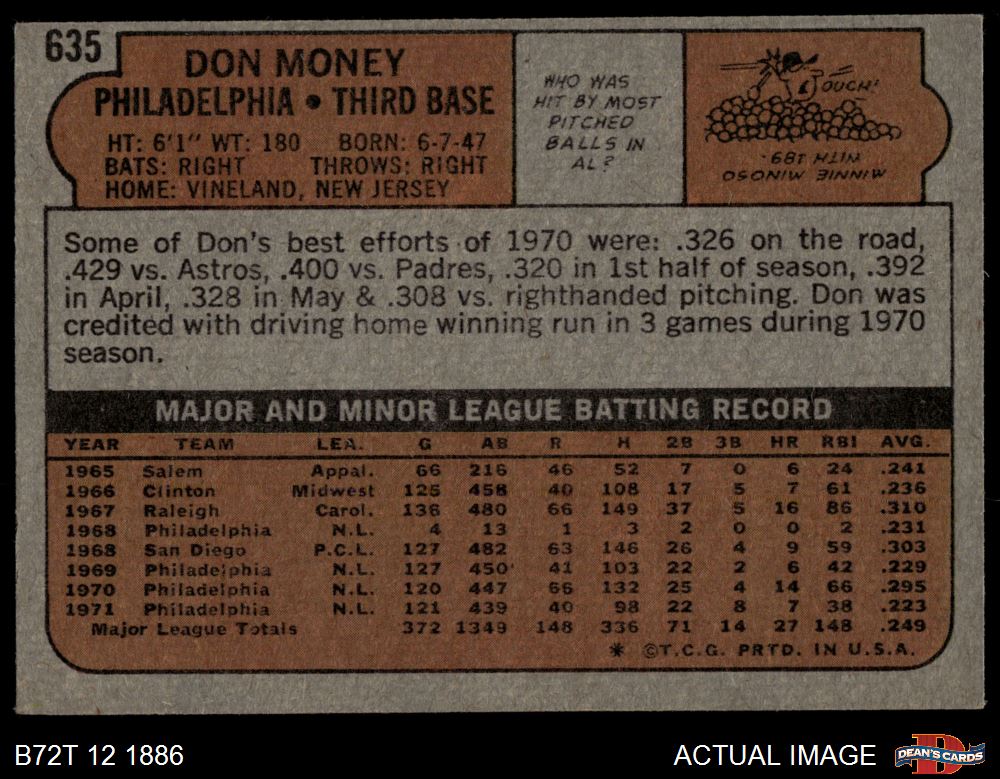 635
DON MONEY
PHILADELPHIA • THIRD BASE
HT: 6'1" WT: 180 BORN: 6-7-47
BATS: RIGHT THROWS: RIGHT
HOME: VINELAND, NEW JERSEY
WHO WAS
HIT BY MOST
PITCHED
BALLS IN
AL?
OUCH!
MINNIE MINOSO
WITH 189.
Some of Don's best efforts of 1970 were: .326 on the road,
.429 vs. Astros, .400 vs. Padres, .320 in 1st half of season, .392
in April, .328 in May & .308 vs. righthanded pitching. Don was
credited with driving home winning run in 3 games during 1970
season.
MAJOR AND MINOR LEAGUE BATTING RECORD
YEAR TEAM LEA. G AB R H 2B 3B HR RBI AVG.
1965 Salem Appal. 66 216 46 52 7 0 6 24 .241
1966 Clinton Midwest 125 458 40 108 17 5 7 61 .236
1967 Raleigh Carol. 136 480 66 149 37 5 16 86 .310
1968 Philadelphia N.L. 4 13 1 3 2 0 0 2 .231
1968 San Diego P.C.L. 127 482 63 146 26 4 9 59 .303
1969 Philadelphia N.L. 127 450 41 103 22 2 6 42 .229
1970 Philadelphia N.L. 120 447 66 132 25 4 14 66 .295
1971 Philadelphia N.L. 121 439 40 98 22 8 7 38 .223
Major League Totals 372 1349 148 336 71 14 27 148 .249
* ©T.C.G. PRTD. IN U.S.A.
B72T 12 1886
ACTUAL IMAGE
D
DEAN'S CARDS